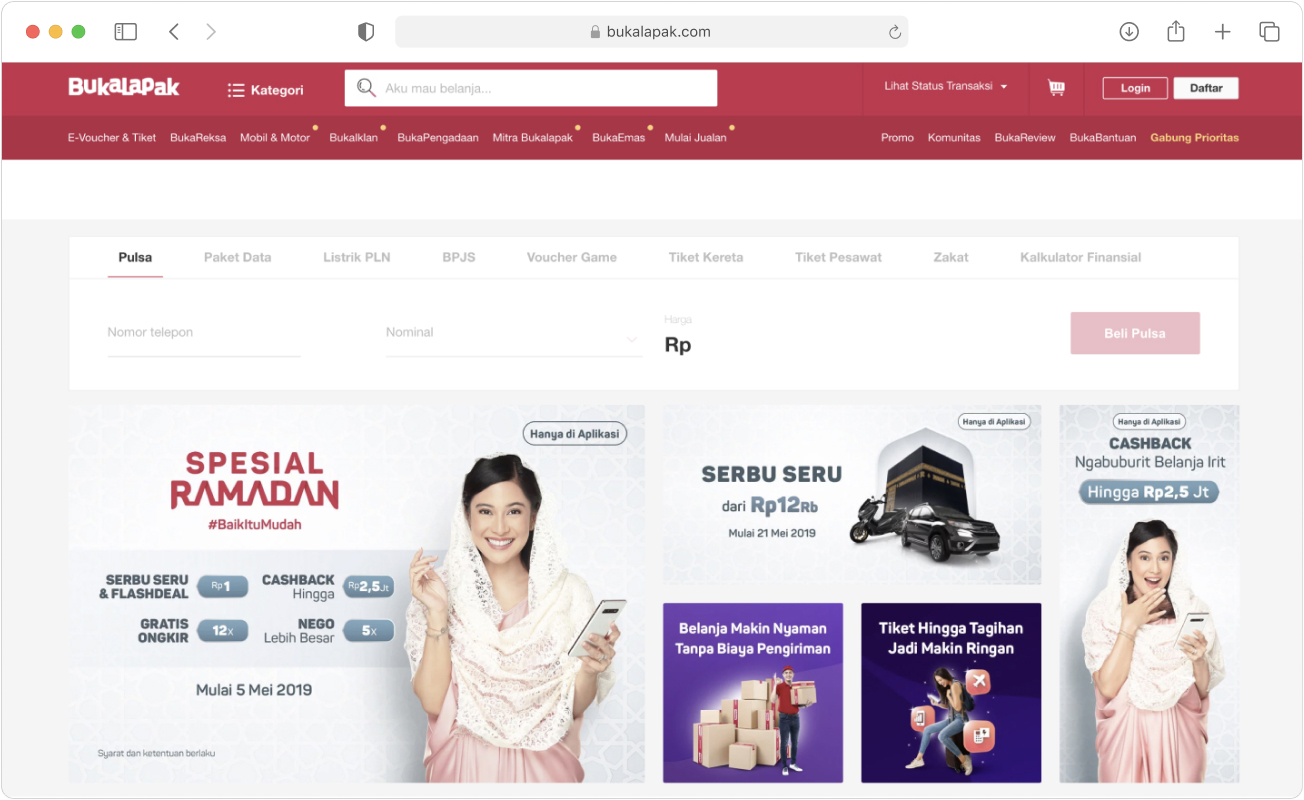 bukalapak.com
BukaLapak
Kategori
Aku mau belanja...
Lihat Status Transaksi
Login
Daftar
E-Voucher & Tiket
BukaReksa
Mobil & Motor
BukaIklan
BukaPengadaan
Mitra Bukalapak
BukaEmas
Mulai Jualan
Promo
Komunitas
BukaReview
BukaBantuan
Gabung Prioritas
Pulsa
Paket Data
Listrik PLN
BPJS
Voucher Game
Tiket Kereta
Tiket Pesawat
Zakat
Kalkulator Finansial
Nomor telepon
Nominal
Harga
Rp
Beli Pulsa
Hanya di Aplikasi
SPESIAL
RAMADAN
#BaikItuMudah
SERBU SERU
& FLASHDEAL
Rp1
CASHBACK
Hingga
Rp2,5Jt
GRATIS
ONGKIR
12x
NEGO
Lebih Besar
5x
Mulai 5 Mei 2019
Syarat dan ketentuan berlaku
Hanya di Aplikasi
SERBU SERU
dari Rp12Rb
Mulai 21 Mei 2019
Belanja Makin Nyaman
Tanpa Biaya Pengiriman
Tiket Hingga Tagihan
Jadi Makin Ringan
Hanya di Aplikasi
CASHBACK
Ngabuburit Belanja Irit
Hingga Rp2,5 Jt